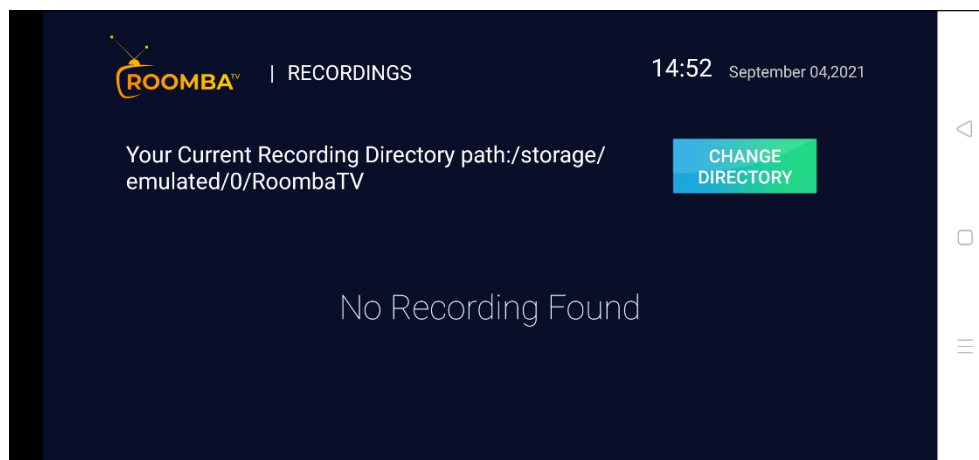 ROOMBA TV
| RECORDINGS
14:52 September 04,2021
Your Current Recording Directory path:/storage/
emulated/0/RoombaTV
CHANGE
DIRECTORY
No Recording Found